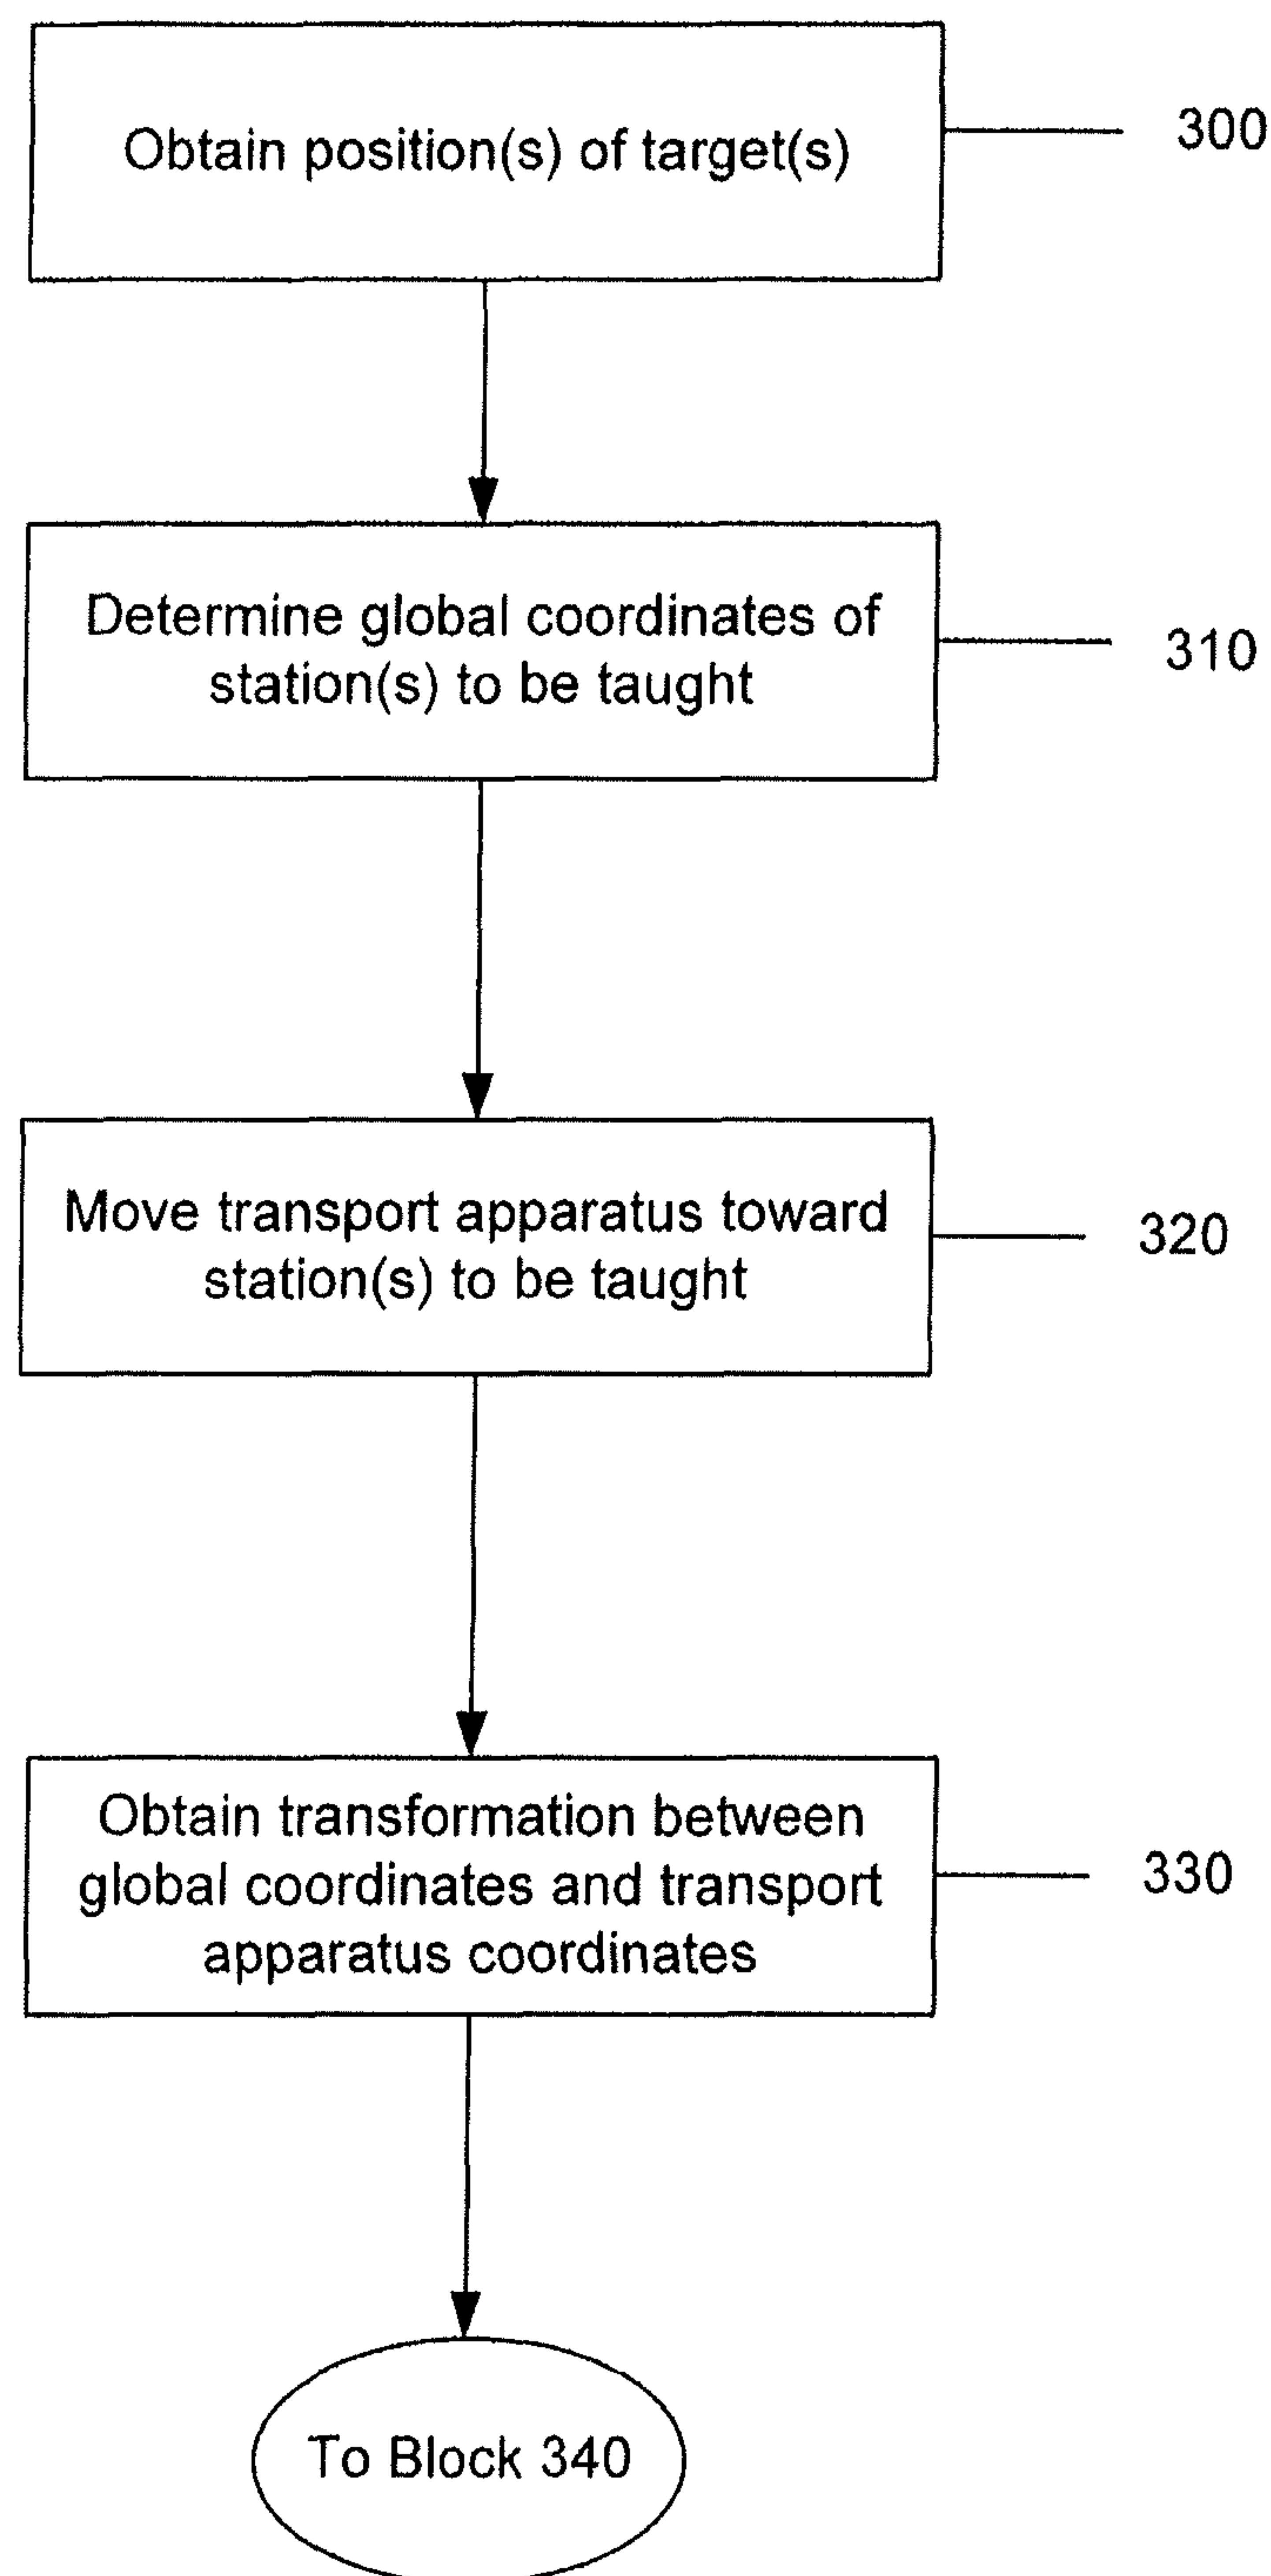 Obtain position(s) of target(s)
300
Determine global coordinates of
station(s) to be taught
310
Move transport apparatus toward
station(s) to be taught
320
Obtain transformation between
global coordinates and transport
apparatus coordinates
330
To Block 340